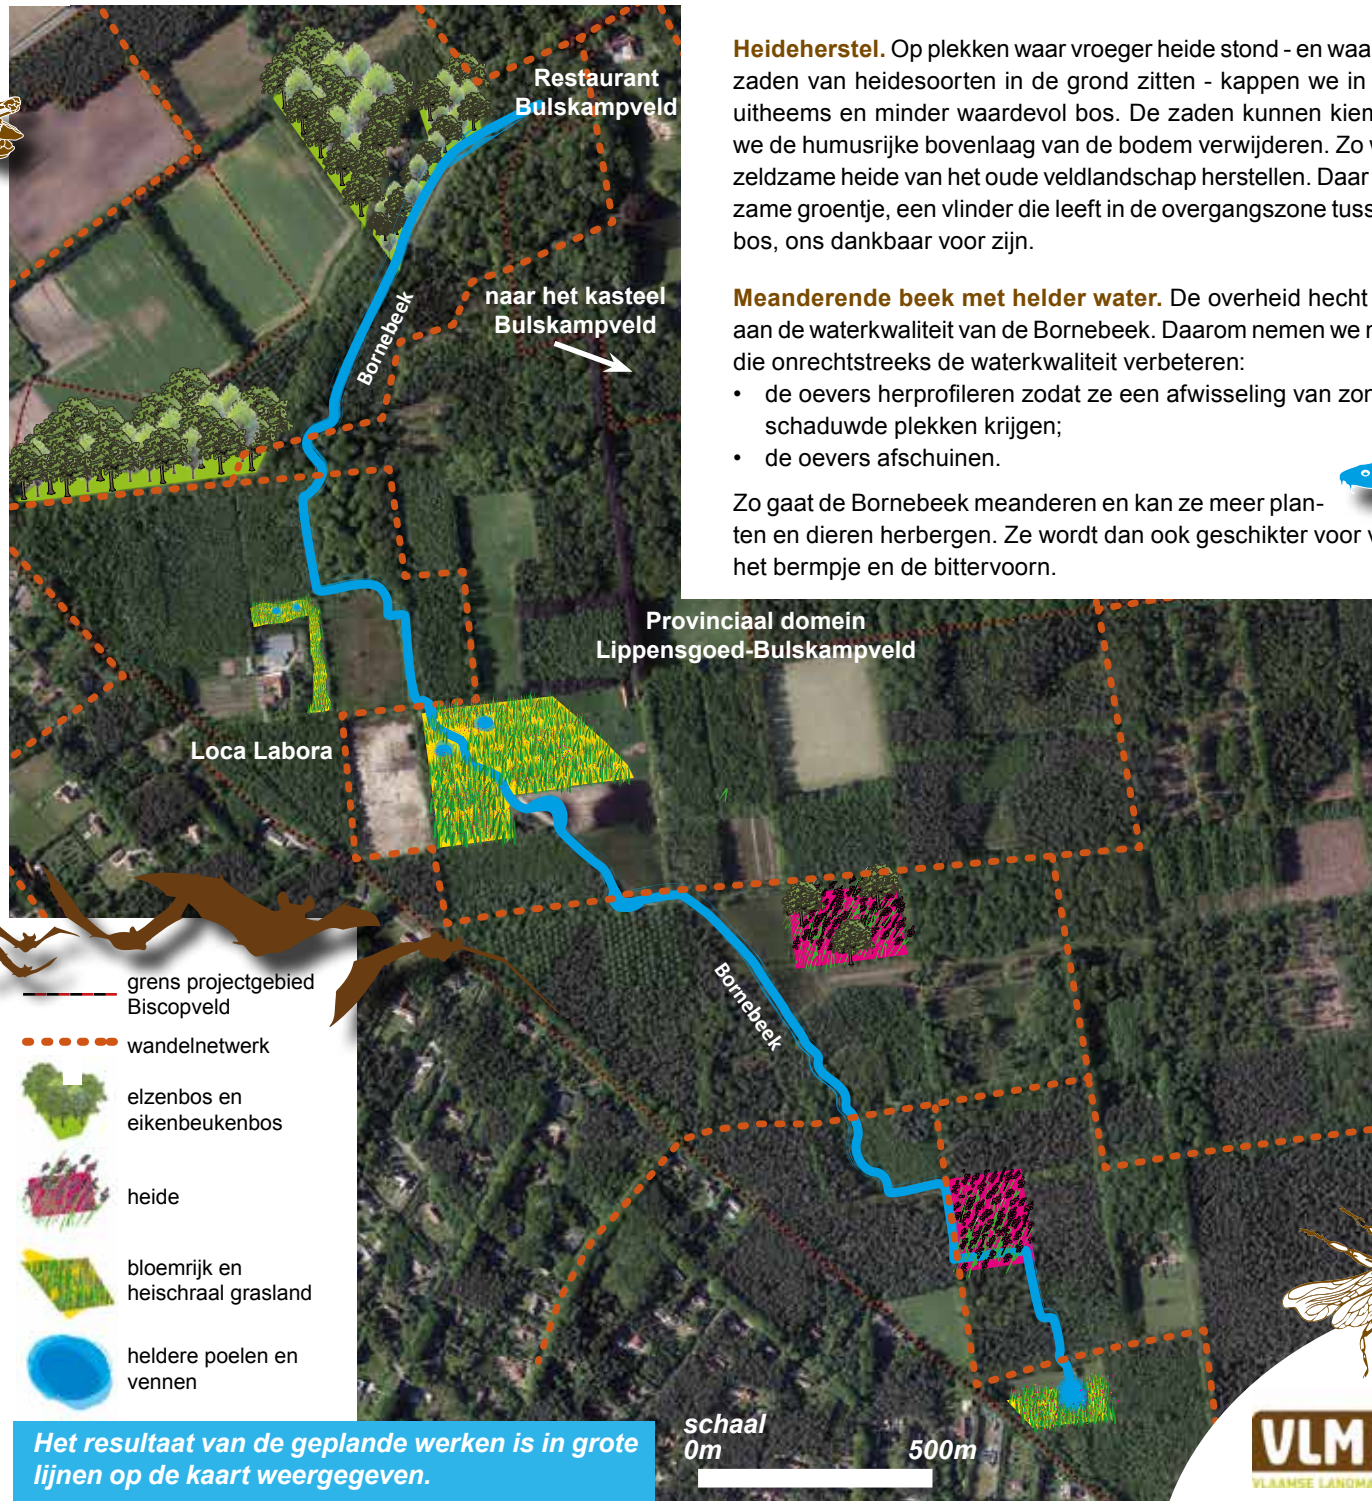 Restaurant
Bulskampveld
naar het kasteel
Bulskampveld
Bornebeek
Heideherstel. Op plekken waar vroeger heide stond - en waa
zaden van heidesoorten in de grond zitten - kappen we in
uitheems en minder waardevol bos. De zaden kunnen kiem
we de humusrijke bovenlaag van de bodem verwijderen. Zo
zeldzame heide van het oude veldlandschap herstellen. Daar
zame groentje, een vlinder die leeft in de overgangszone tuss
bos, ons dankbaar voor zijn.
Meanderende beek met helder water. De overheid hecht
aan de waterkwaliteit van de Bornebeek. Daarom nemen we
die onrechtstreeks de waterkwaliteit verbeteren:
• de oevers herprofileren zodat ze een afwisseling van zon
schaduwde plekken krijgen;
• de oevers afschuinen.
Zo gaat de Bornebeek meanderen en kan ze meer plan-
ten en dieren herbergen. Ze wordt dan ook geschikter voor
het bermpje en de bittervoorn.
Provinciaal domein
Lippensgoed-Bulskampveld
Loca Labora
Bornebeek
grens projectgebied
Biscopveld
wandelnetwerk
elzenbos en
eikenbeukenbos
heide
bloemrijk en
heischraal grasland
heldere poelen en
vennen
Het resultaat van de geplande werken is in grote
lijnen op de kaart weergegeven.
schaal
0m 500m
VLM
VLAAMSE LANDMA